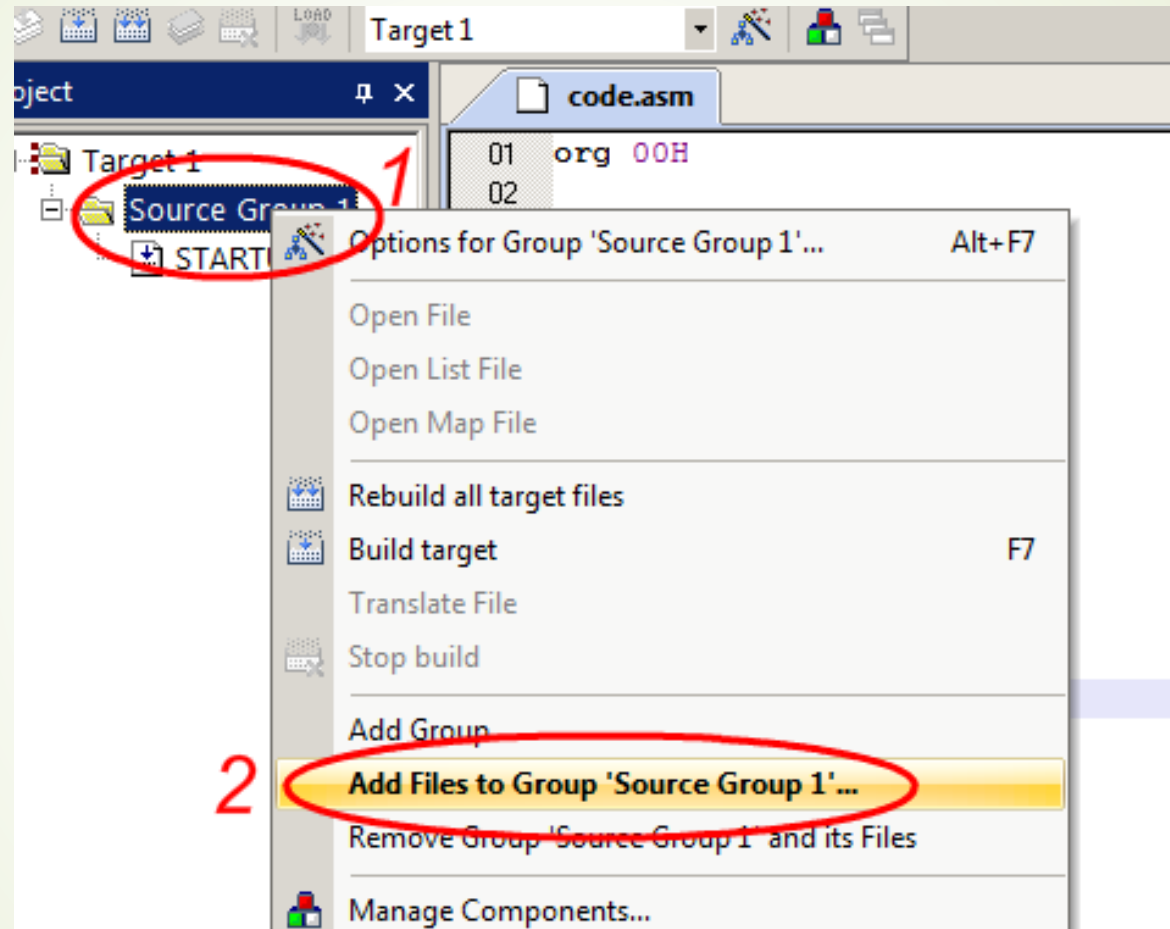 LOAD
Target 1
oject
code.asm
Target 1
1
01 org 00H
02
Source Group 1
STARTU
Options for Group 'Source Group 1'... Alt+F7
Open File
Open List File
Open Map File
Rebuild all target files
Build target F7
Translate File
Stop build
Add Group
2
Add Files to Group 'Source Group 1'...
Remove Group 'Source Group 1' and its Files
Manage Components...